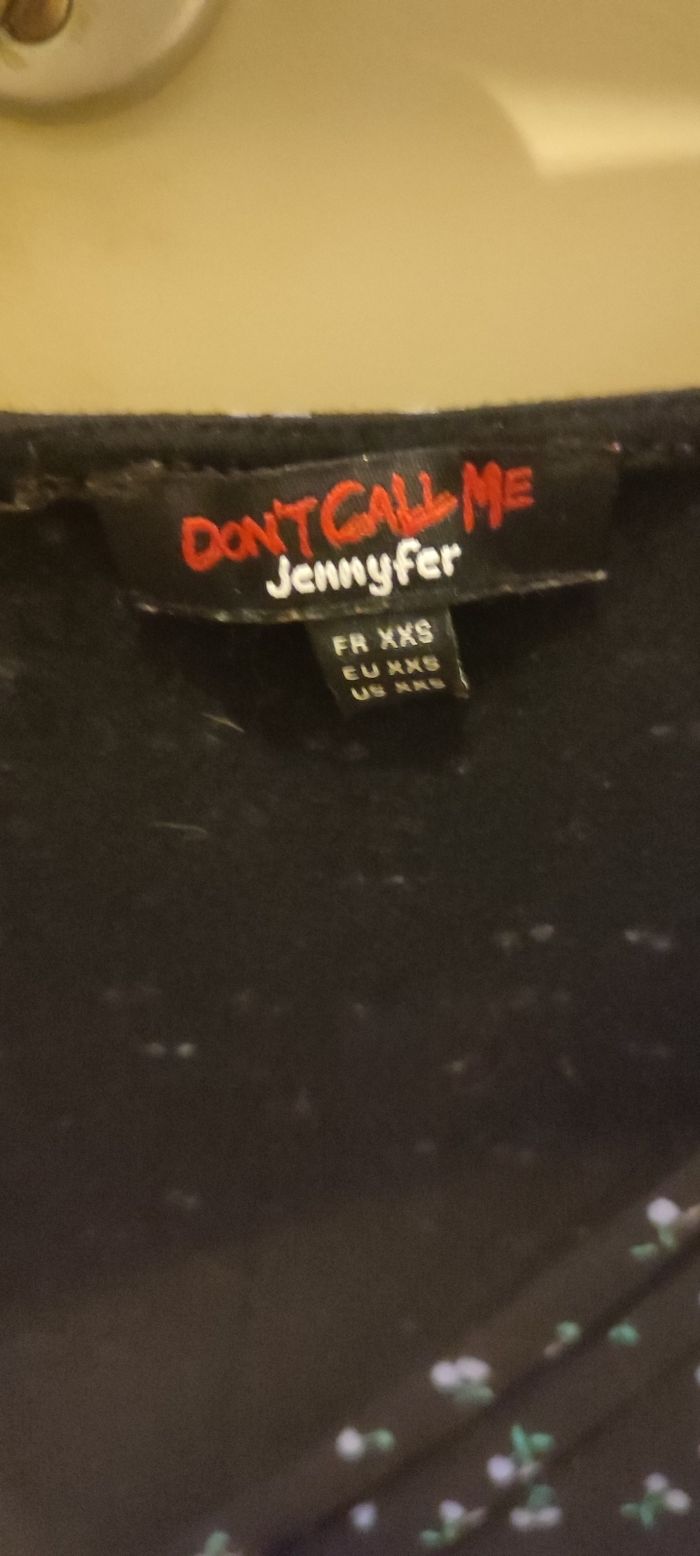 DON'T CALL ME
Jennyfer
FR XXS
EU XXS
US XXS